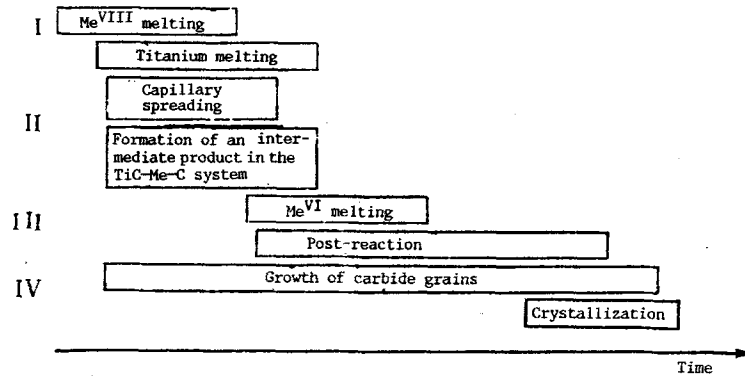 I
Me^VIII melting
Titanium melting
II
Capillary
spreading
Formation of an inter-
mediate product in the
TiC—Me—C system
III
Me^VI melting
Post-reaction
IV
Growth of carbide grains
Crystallization
Time